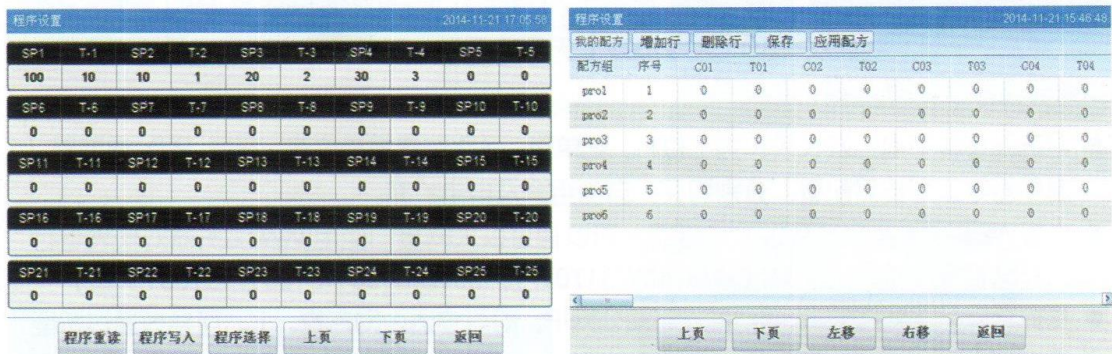 程序设置 2014-11-21 17:05:58
SP1 T-1 SP2 T-2 SP3 T-3 SP4 T-4 SP5 T-5
100 10 10 1 20 2 30 3 0 0
SP6 T-6 SP7 T-7 SP8 T-8 SP9 T-9 SP10 T-10
0 0 0 0 0 0 0 0 0 0
SP11 T-11 SP12 T-12 SP13 T-13 SP14 T-14 SP15 T-15
0 0 0 0 0 0 0 0 0 0
SP16 T-16 SP17 T-17 SP18 T-18 SP19 T-19 SP20 T-20
0 0 0 0 0 0 0 0 0 0
SP21 T-21 SP22 T-22 SP23 T-23 SP24 T-24 SP25 T-25
0 0 0 0 0 0 0 0 0 0
程序重读 程序写入 程序选择 上页 下页 返回
程序设置 2014-11-21 15:46:48
我的配方 增加行 删除行 保存 应用配方
配方组 序号 C01 T01 C02 T02 C03 T03 C04 T04
pro1 1 0 0 0 0 0 0 0 0
pro2 2 0 0 0 0 0 0 0 0
pro3 3 0 0 0 0 0 0 0 0
pro4 4 0 0 0 0 0 0 0 0
pro5 5 0 0 0 0 0 0 0 0
pro6 6 0 0 0 0 0 0 0 0
上页 下页 左移 右移 返回